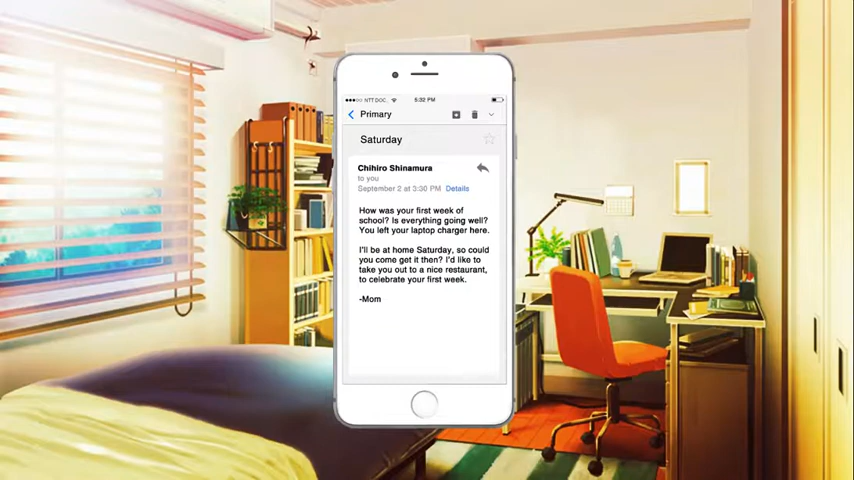 NTT DOC... 5:32 PM
Primary
Saturday
Chihiro Shinamura
to you
September 2 at 3:30 PM Details
How was your first week of
school? Is everything going well?
You left your laptop charger here.
I'll be at home Saturday, so could
you come get it then? I'd like to
take you out to a nice restaurant,
to celebrate your first week.
-Mom